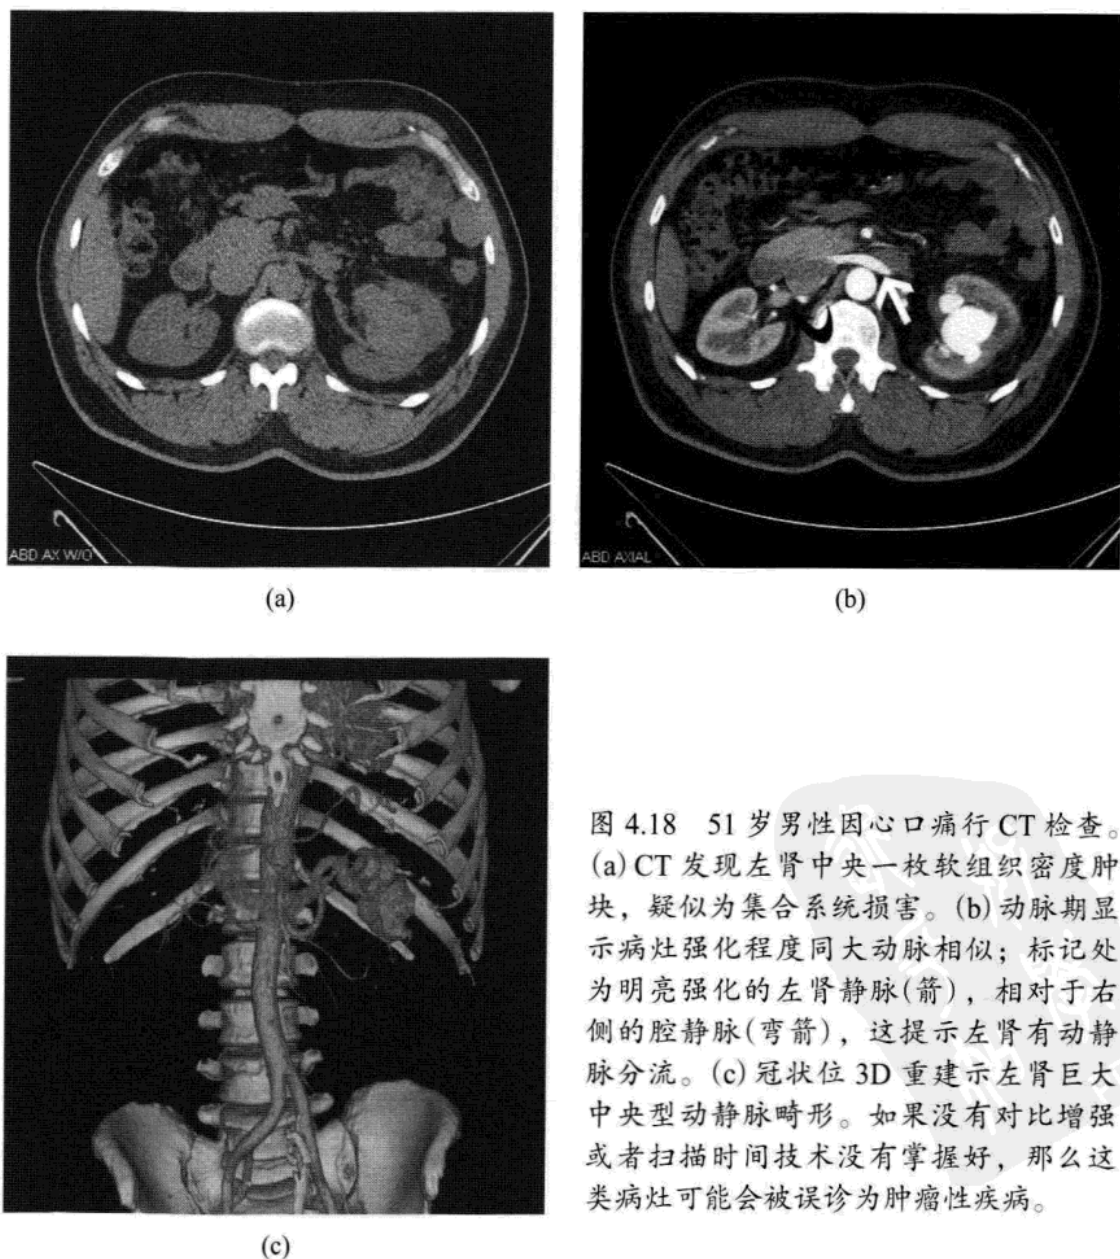 ABD AX W/O
ABD AXIAL
(a)
(b)
(c)
图 4.18 51 岁男性因心口痛行 CT 检查。
(a) CT 发现左肾中央一枚软组织密度肿
块，疑似为集合系统损害。(b)动脉期显
示病灶强化程度同大动脉相似；标记处
为明亮强化的左肾静脉(箭)，相对于右
侧的腔静脉(弯箭)，这提示左肾有动静
脉分流。(c)冠状位 3D 重建示左肾巨大
中央型动静脉畸形。如果没有对比增强
或者扫描时间技术没有掌握好，那么这
类病灶可能会被误诊为肿瘤性疾病。